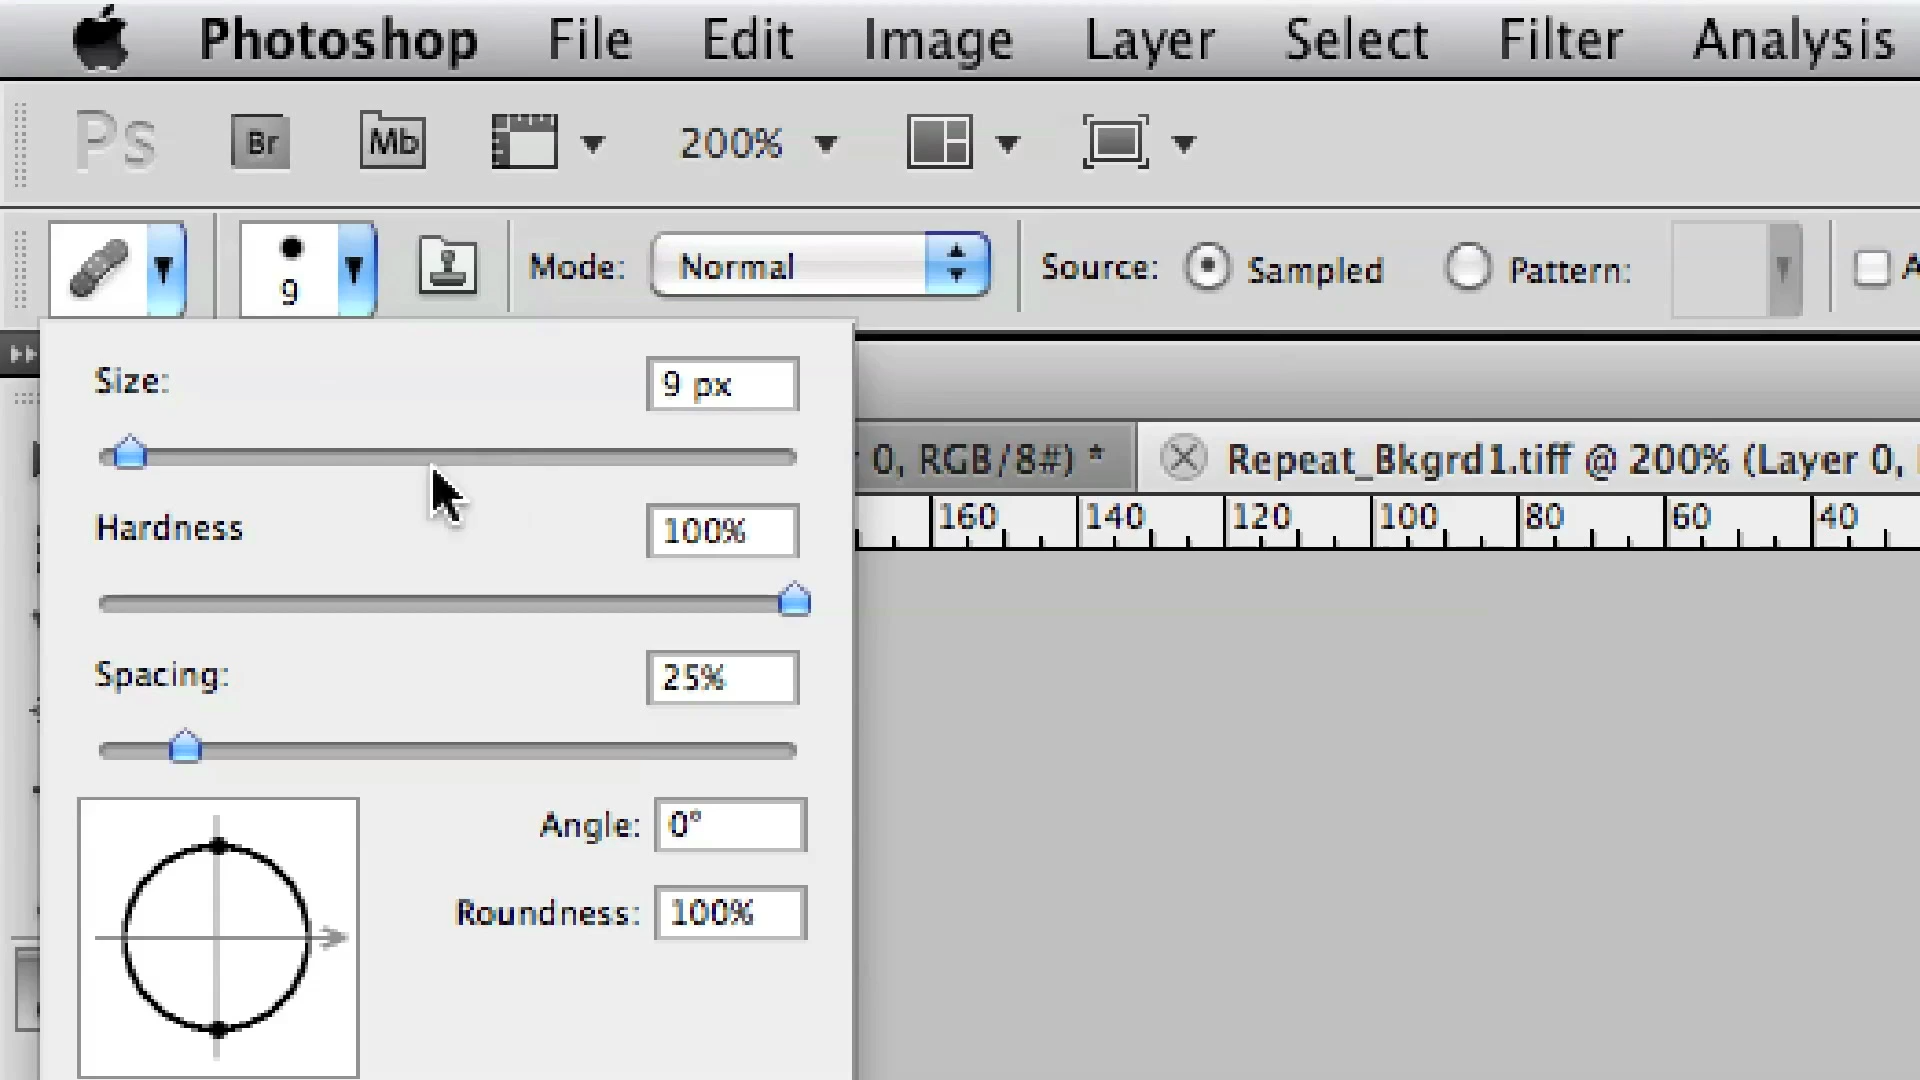 Photoshop File Edit Image Layer Select Filter Analysis
Ps Br Mb 200%
9 Mode: Normal Source: Sampled Pattern: A
Size: 9 px
0, RGB/8#) * Repeat_Bkgrd1.tiff @ 200% (Layer 0,
160 140 120 100 80 60 40
Hardness 100%
Spacing: 25%
Angle: 0°
Roundness: 100%